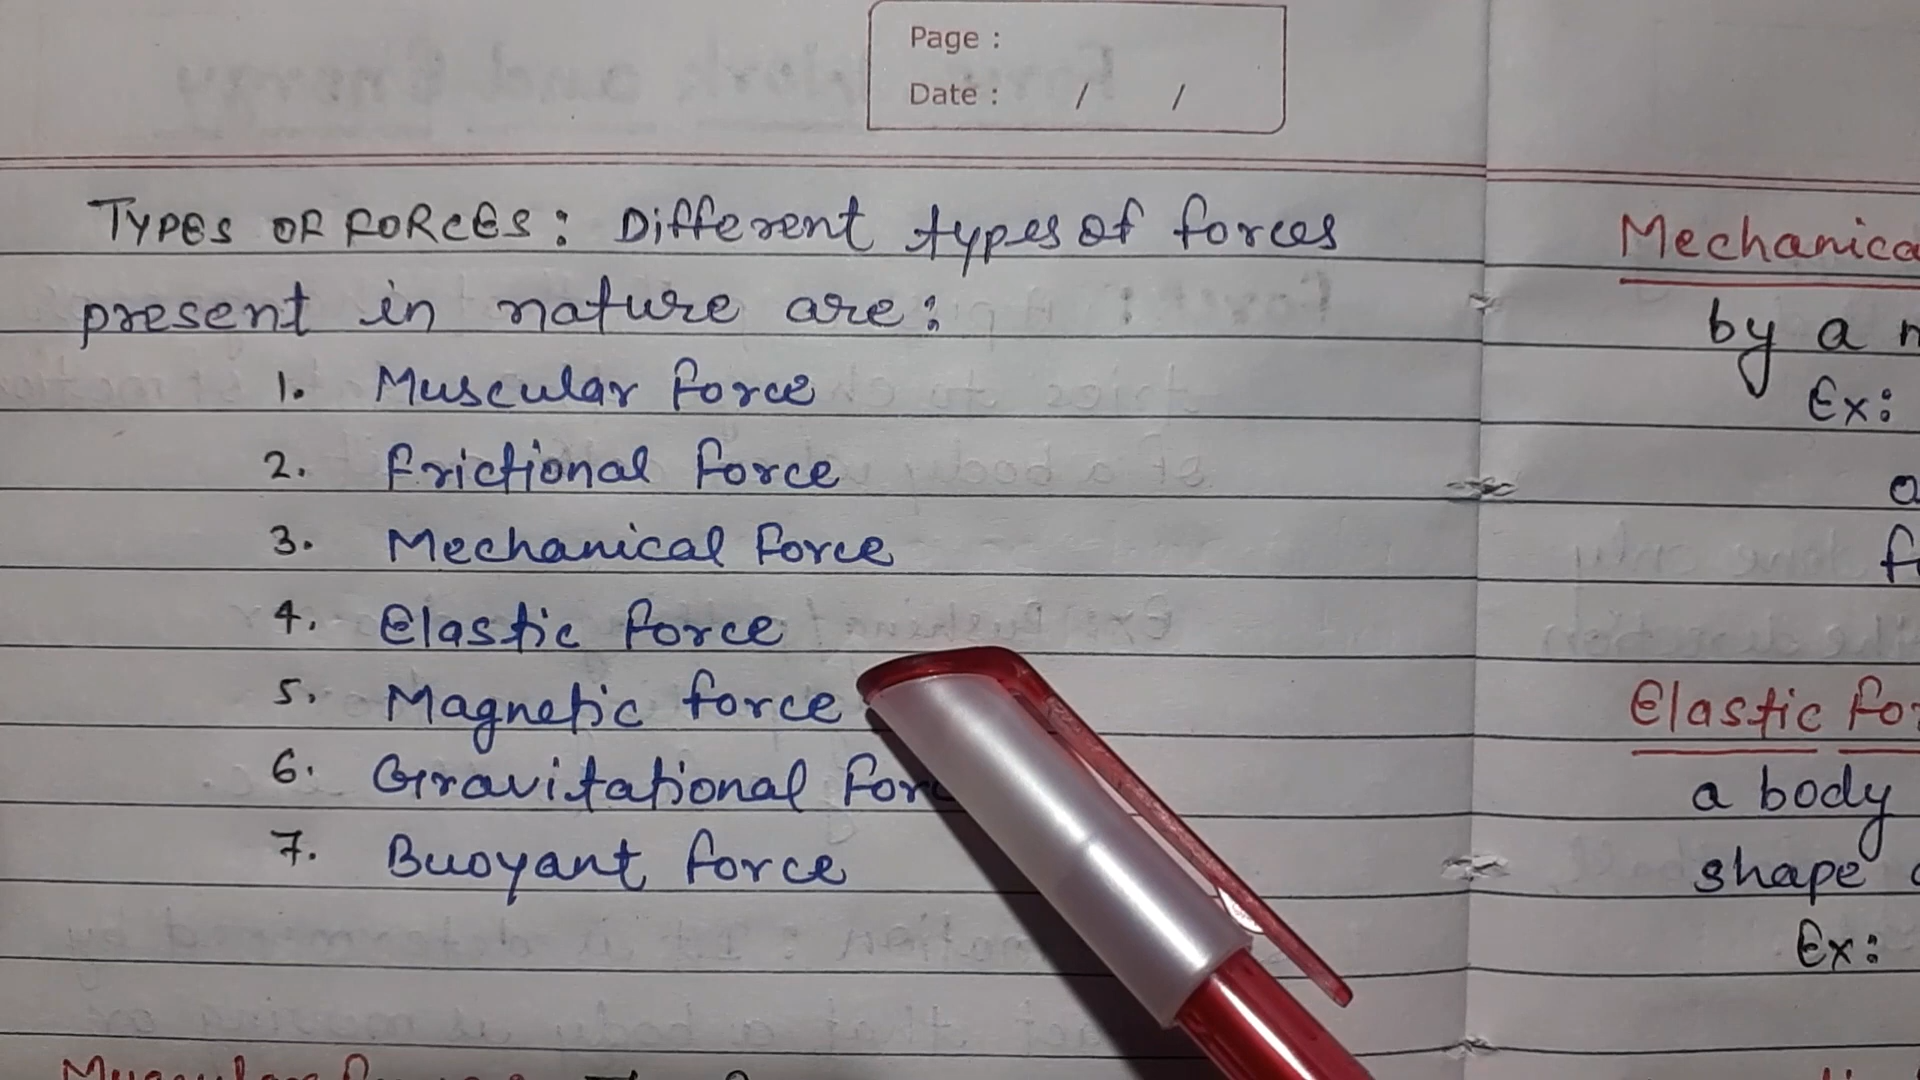 Page :
Date : / /
TYPES OF FORCES: Different types of forces
present in nature are:
1. Muscular force
2. Frictional force
3. Mechanical force
4. Elastic force
5. Magnetic force
6. Gravitational
7. Buoyant force
Mechanica
by a
Ex:
Elastic
a body
shape
Ex: